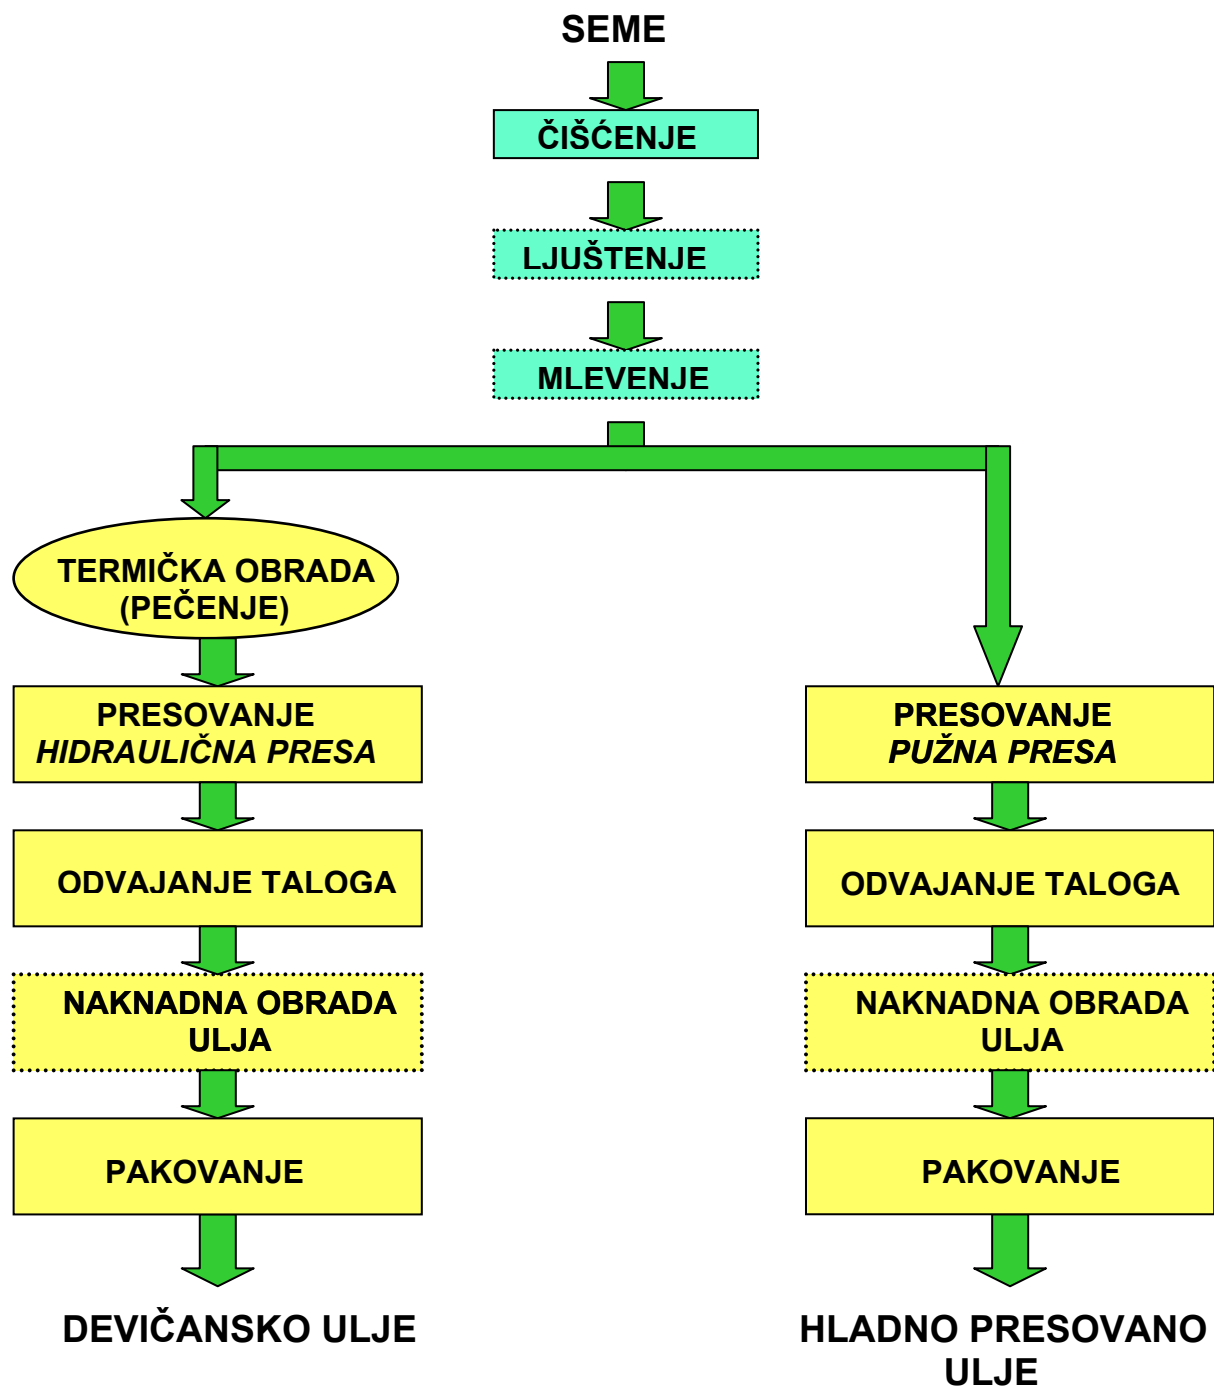 SEME
ČIŠĆENJE
LJUŠTENJE
MLEVENJE
TERMIČKA OBRADA
(PEČENJE)
PRESOVANJE
HIDRAULIČNA PRESA
ODVAJANJE TALOGA
NAKNADNA OBRADA
ULJA
PAKOVANJE
DEVIČANSKO ULJE
PRESOVANJE
PUŽNA PRESA
ODVAJANJE TALOGA
NAKNADNA OBRADA
ULJA
PAKOVANJE
HLADNO PRESOVANO
ULJE